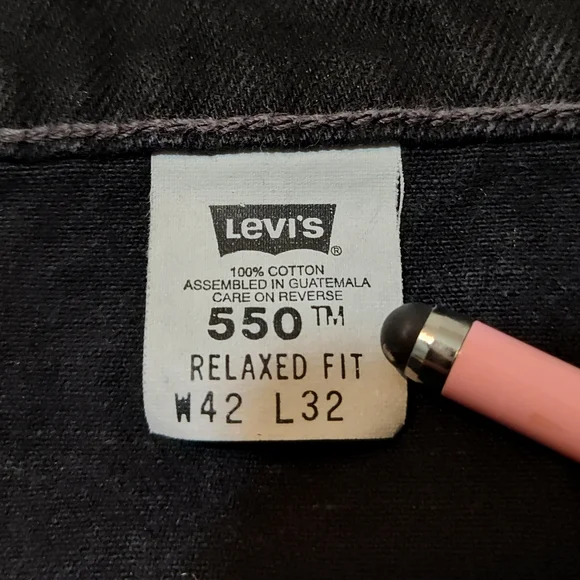 Levi's ®
100% COTTON
ASSEMBLED IN GUATEMALA
CARE ON REVERSE
550 TM
RELAXED FIT
W42 L32